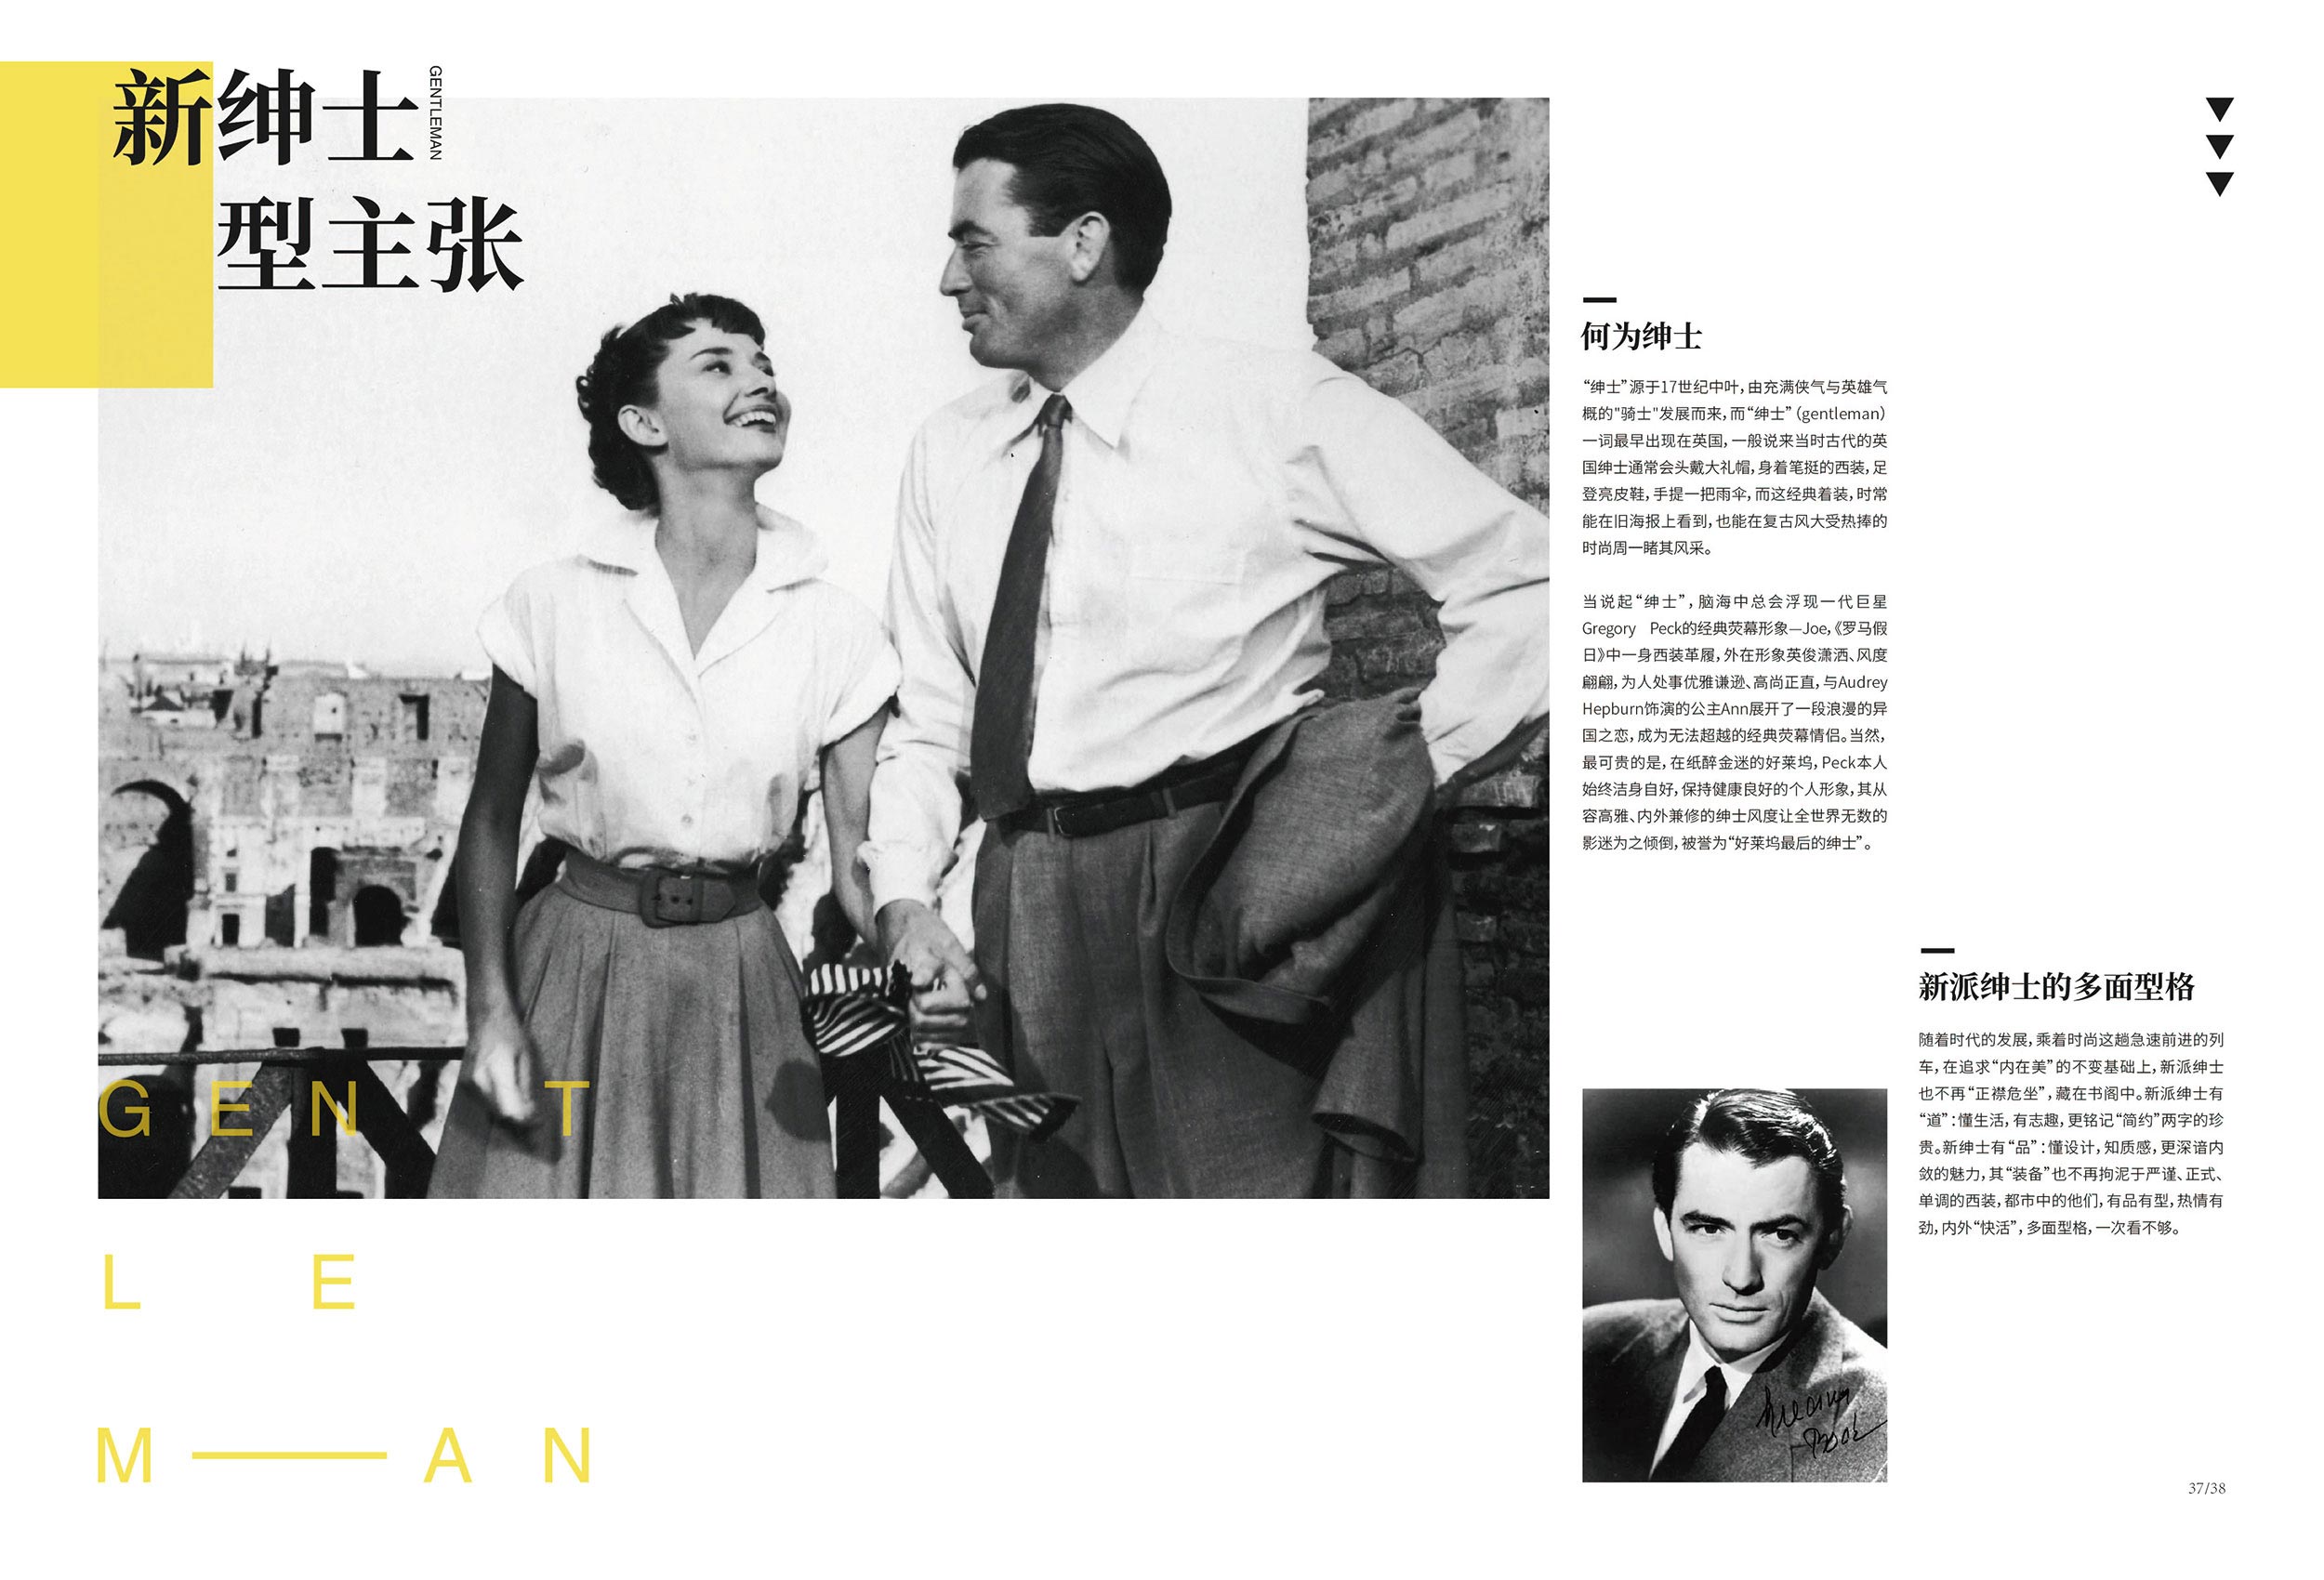 新绅士
GENTLEMAN
型主张
GEN T
L E
M — A N
何为绅士
“绅士”源于17世纪中叶，由充满侠气与英雄气
概的"骑士"发展而来，而“绅士”（gentleman）
一词最早出现在英国，一般说来当时古代的英
国绅士通常会头戴大礼帽，身着笔挺的西装，足
登亮皮鞋，手提一把雨伞，而这经典着装，时常
能在旧海报上看到，也能在复古风大受热捧的
时尚周一睹其风采。
当说起“绅士”，脑海中总会浮现一代巨星
Gregory Peck的经典荧幕形象—Joe，《罗马假
日》中一身西装革履，外在形象英俊潇洒、风度
翩翩，为人处事优雅谦逊、高尚正直，与Audrey
Hepburn饰演的公主Ann展开了一段浪漫的异
国之恋，成为无法超越的经典荧幕情侣。当然，
最可贵的是，在纸醉金迷的好莱坞，Peck本人
始终洁身自好，保持健康良好的个人形象，其从
容高雅、内外兼修的绅士风度让全世界无数的
影迷为之倾倒，被誉为“好莱坞最后的绅士”。
新派绅士的多面型格
随着时代的发展，乘着时尚这趟急速前进的列
车，在追求“内在美”的不变基础上，新派绅士
也不再“正襟危坐”，藏在书阁中。新派绅士有
“道”：懂生活，有志趣，更铭记“简约”两字的珍
贵。新绅士有“品”：懂设计，知质感，更深谙内
敛的魅力，其“装备”也不再拘泥于严谨、正式、
单调的西装，都市中的他们，有品有型，热情有
劲，内外“快活”，多面型格，一次看不够。
37/38